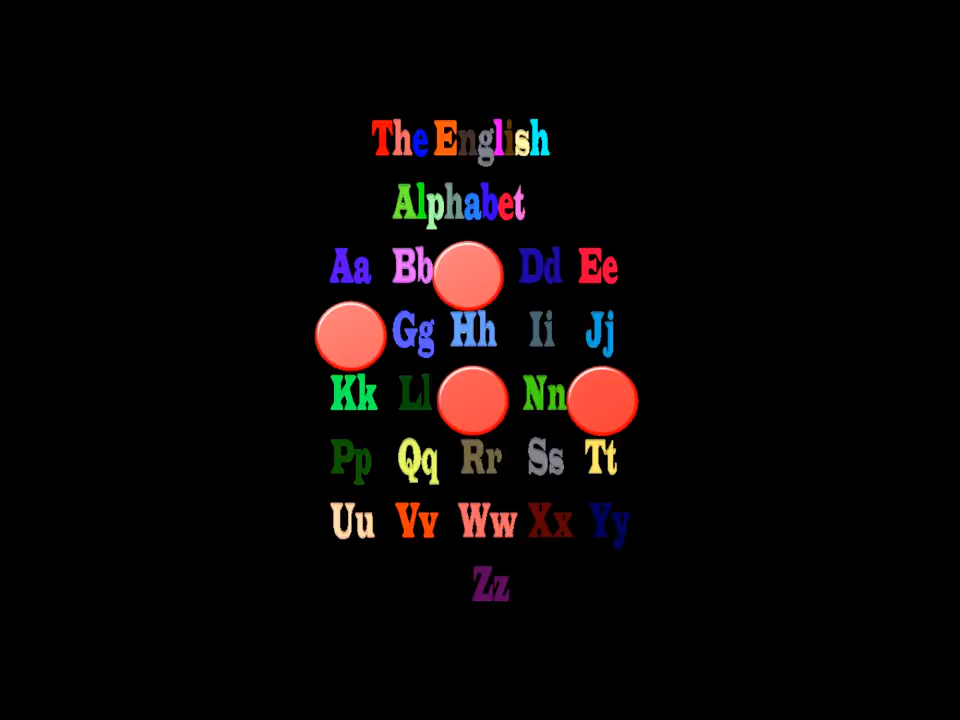 The English
Alphabet
Aa Bb Dd Ee
Gg Hh Ii Jj
Kk Ll Nn
Pp Qq Rr Ss Tt
Uu Vv Ww Xx Yy
Zz